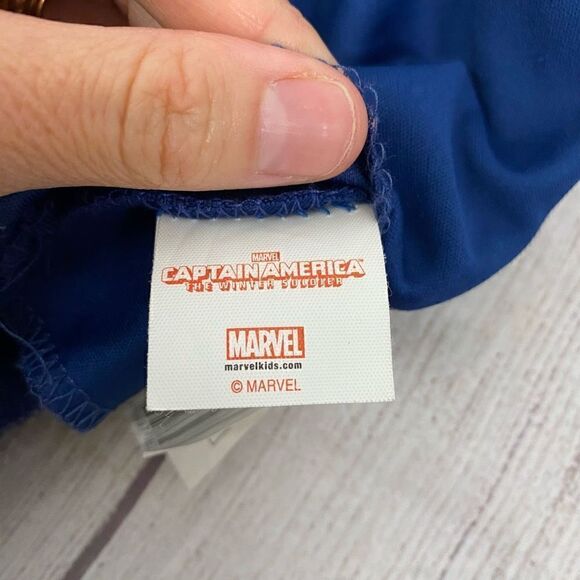 MARVEL
CAPTAIN AMERICA
THE WINTER SOLDIER
MARVEL
marvelkids.com
© MARVEL